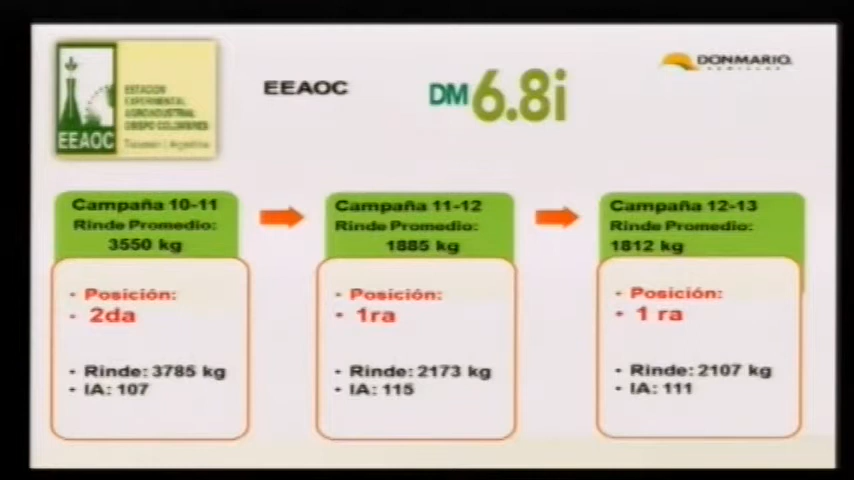 ESTACION
EXPERIMENTAL
AGROINDUSTRIAL
OBISPO COLOMBRES
Tucumán | Argentina
EEAOC
EEAOC
DM 6.8i
DONMARIO
SEMILLAS
Campaña 10-11
Rinde Promedio:
3550 kg
• Posición:
• 2da
• Rinde: 3785 kg
• IA: 107
Campaña 11-12
Rinde Promedio:
1885 kg
• Posición:
• 1ra
• Rinde: 2173 kg
• IA: 115
Campaña 12-13
Rinde Promedio:
1812 kg
• Posición:
• 1 ra
• Rinde: 2107 kg
• IA: 111